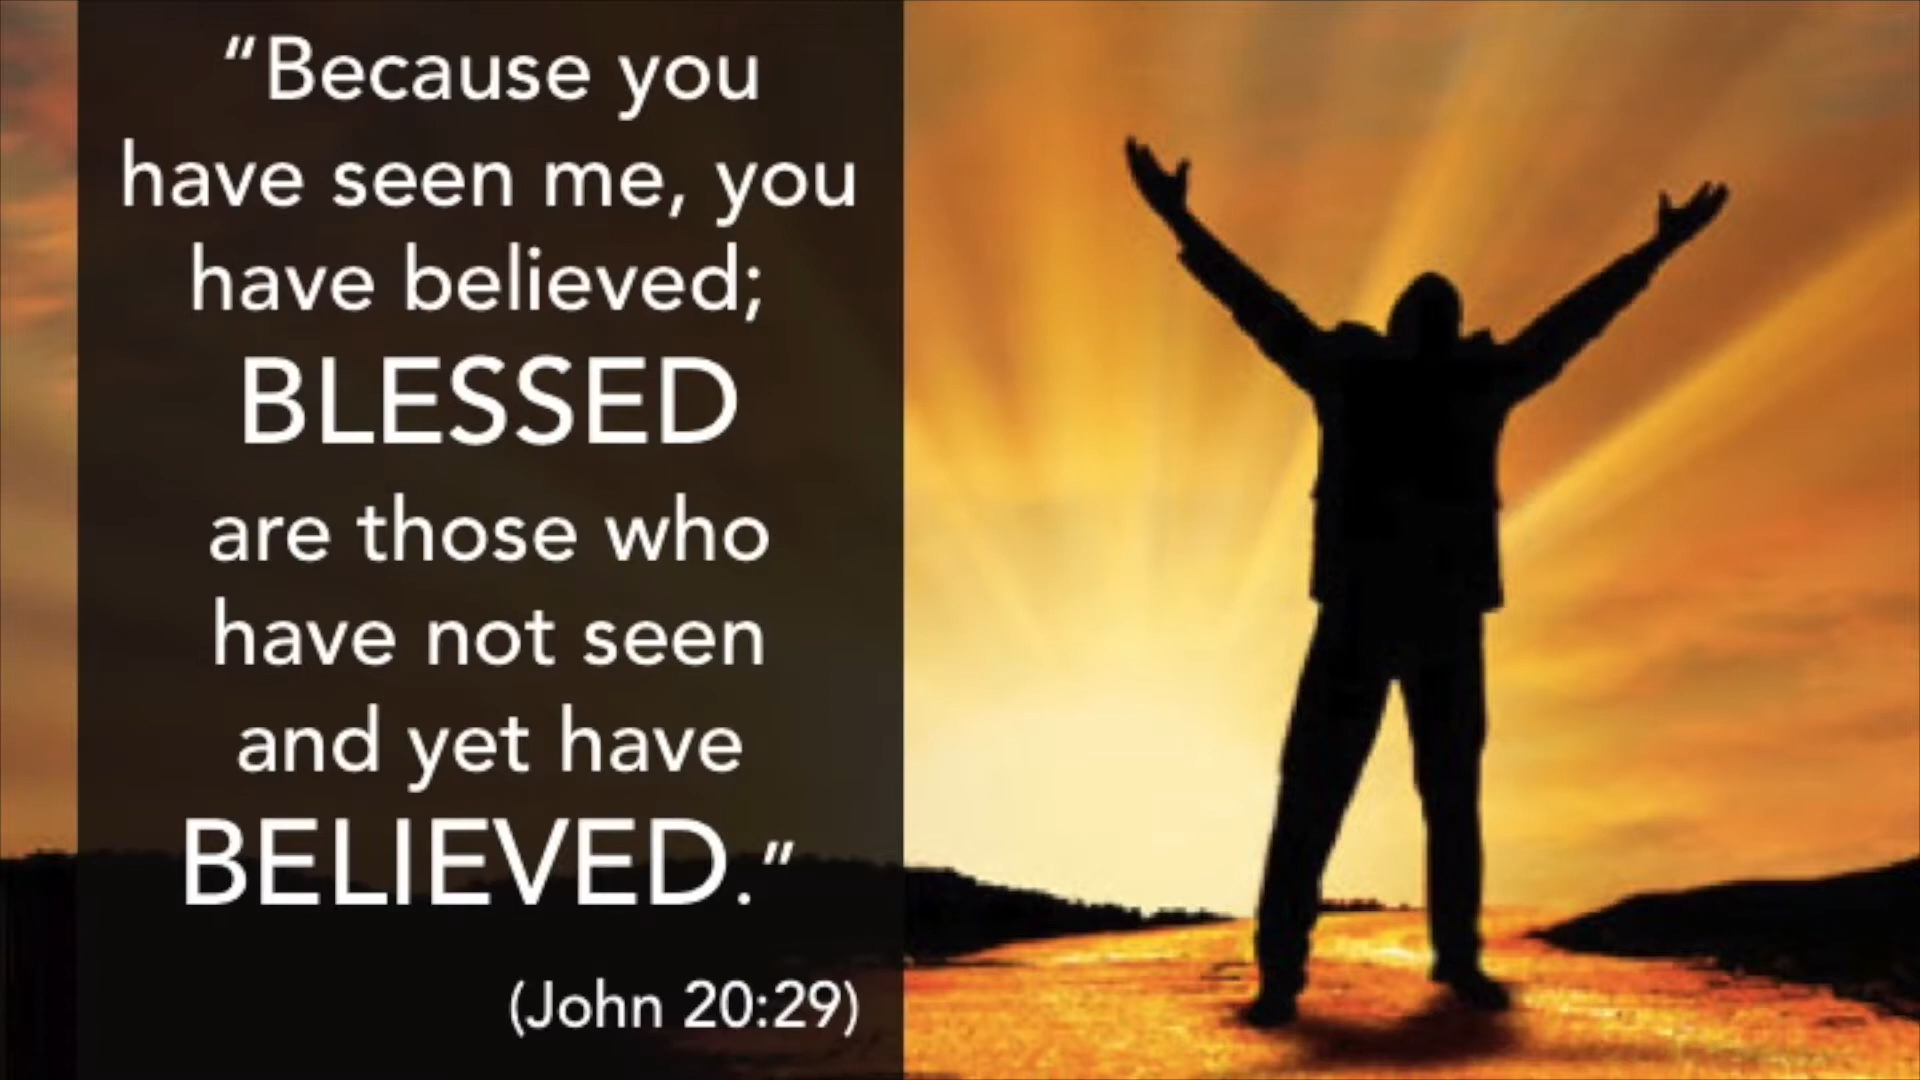 “Because you
have seen me, you
have believed;
BLESSED
are those who
have not seen
and yet have
BELIEVED.”
(John 20:29)